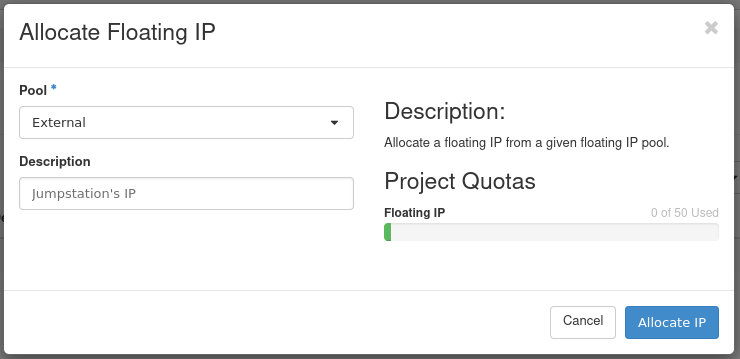 Allocate Floating IP
×
Pool *
External
Description
Jumpstation's IP
Description:
Allocate a floating IP from a given floating IP pool.
Project Quotas
Floating IP
0 of 50 Used
Cancel
Allocate IP